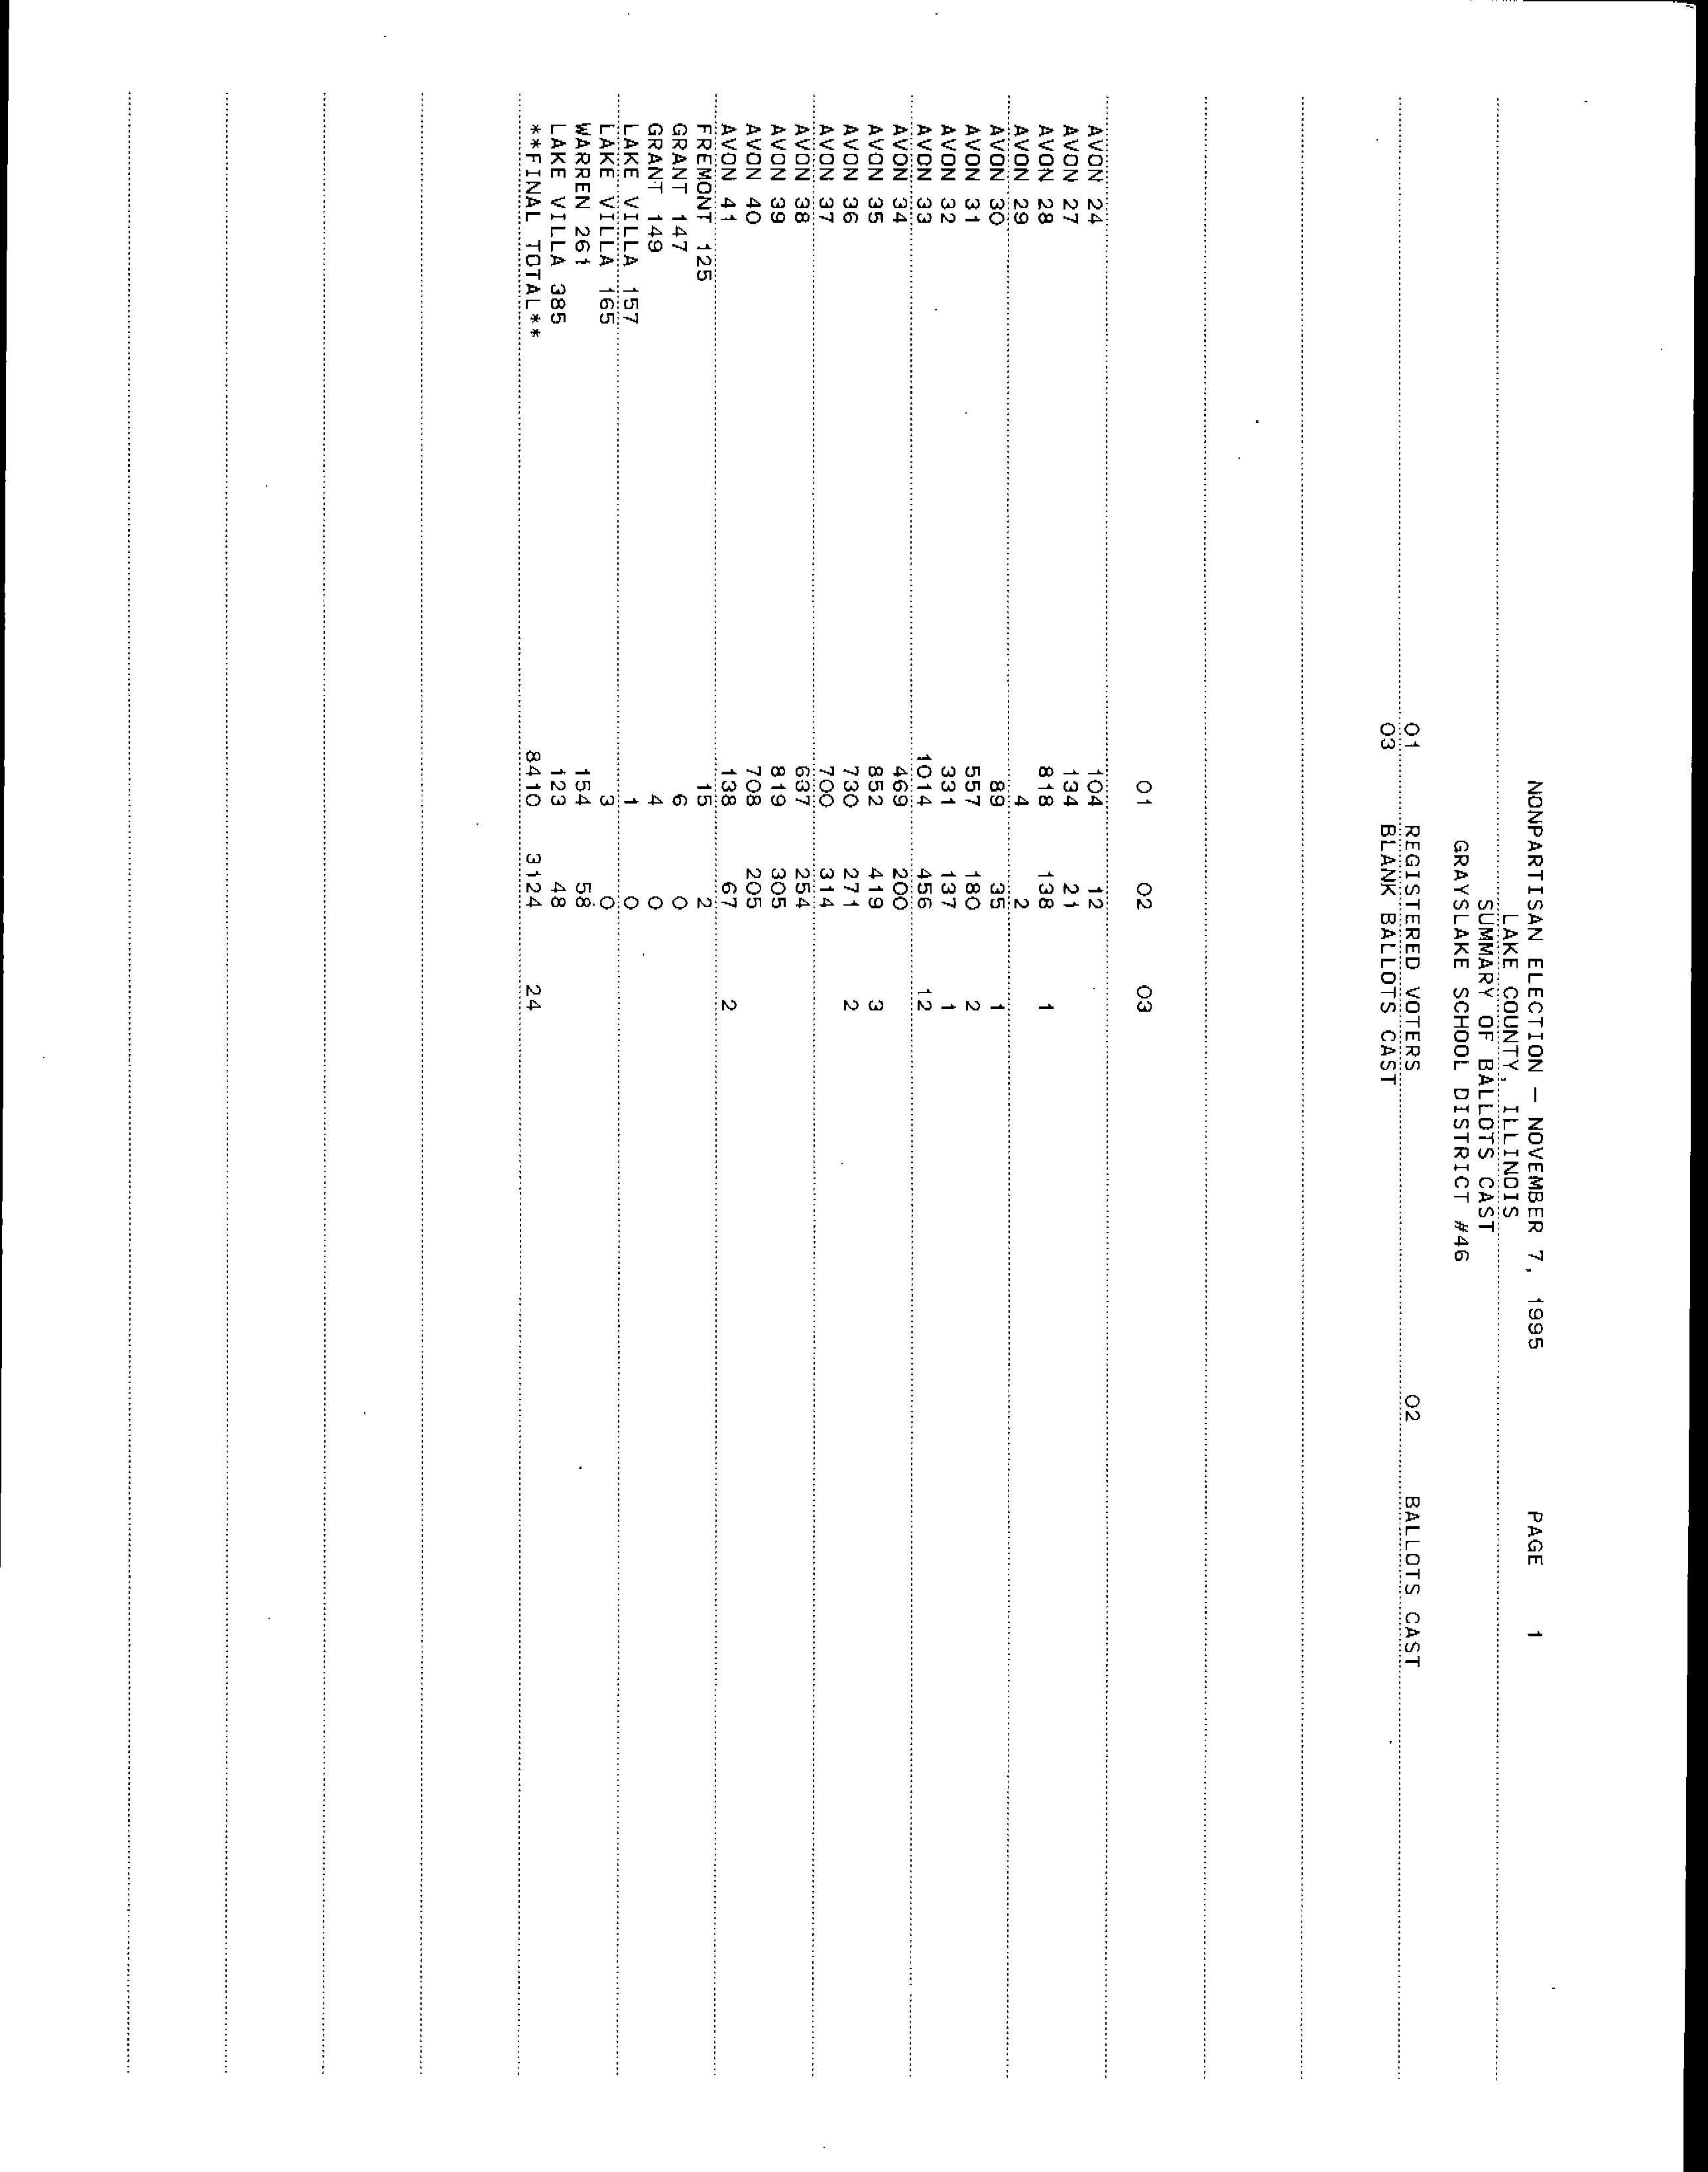 NONPARTISAN ELECTION — NOVEMBER 7, 1995 PAGE 1
LAKE COUNTY, ILLINOIS
SUMMARY OF BALLOTS CAST
GRAYSLAKE SCHOOL DISTRICT #46
01 REGISTERED VOTERS 02 BALLOTS CAST
03 BLANK BALLOTS CAST
01 02 03
AVON 24 104 12
AVON 27 134 21
AVON 28 818 138 1
AVON 29 4 2
AVON 30 89 35 1
AVON 31 557 180 2
AVON 32 331 137 1
AVON 33 1014 456 12
AVON 34 469 200
AVON 35 852 419 3
AVON 36 730 271 2
AVON 37 700 314
AVON 38 637 254
AVON 39 819 305
AVON 40 708 205
AVON 41 138 67 2
FREMONT 125 15 2
GRANT 147 6 0
GRANT 149 4 0
LAKE VILLA 157 1 0
LAKE VILLA 165 3 0
WARREN 261 154 58
LAKE VILLA 385 123 48
**FINAL TOTAL** 8410 3124 24